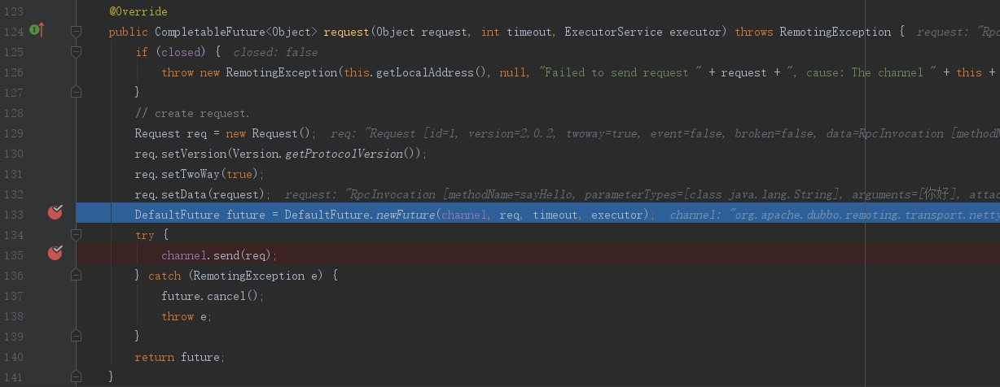 123 @Override
124 public CompletableFuture<Object> request(Object request, int timeout, ExecutorService executor) throws RemotingException { request: "Rpc
125 if (closed) { closed: false
126 throw new RemotingException(this.getLocalAddress(), null, "Failed to send request " + request + ", cause: The channel " + this +
127 }
128 // create request.
129 Request req = new Request(); req: "Request [id=1, version=2.0.2, twoway=true, event=false, broken=false, data=RpcInvocation [methodN
130 req.setVersion(Version.getProtocolVersion());
131 req.setTwoWay(true);
132 req.setData(request); request: "RpcInvocation [methodName=sayHello, parameterTypes=[class java.lang.String], arguments=[你好], attac
133 DefaultFuture future = DefaultFuture.newFuture(channel, req, timeout, executor); channel: "org.apache.dubbo.remoting.transport.netty
134 try {
135 channel.send(req);
136 } catch (RemotingException e) {
137 future.cancel();
138 throw e;
139 }
140 return future;
141 }